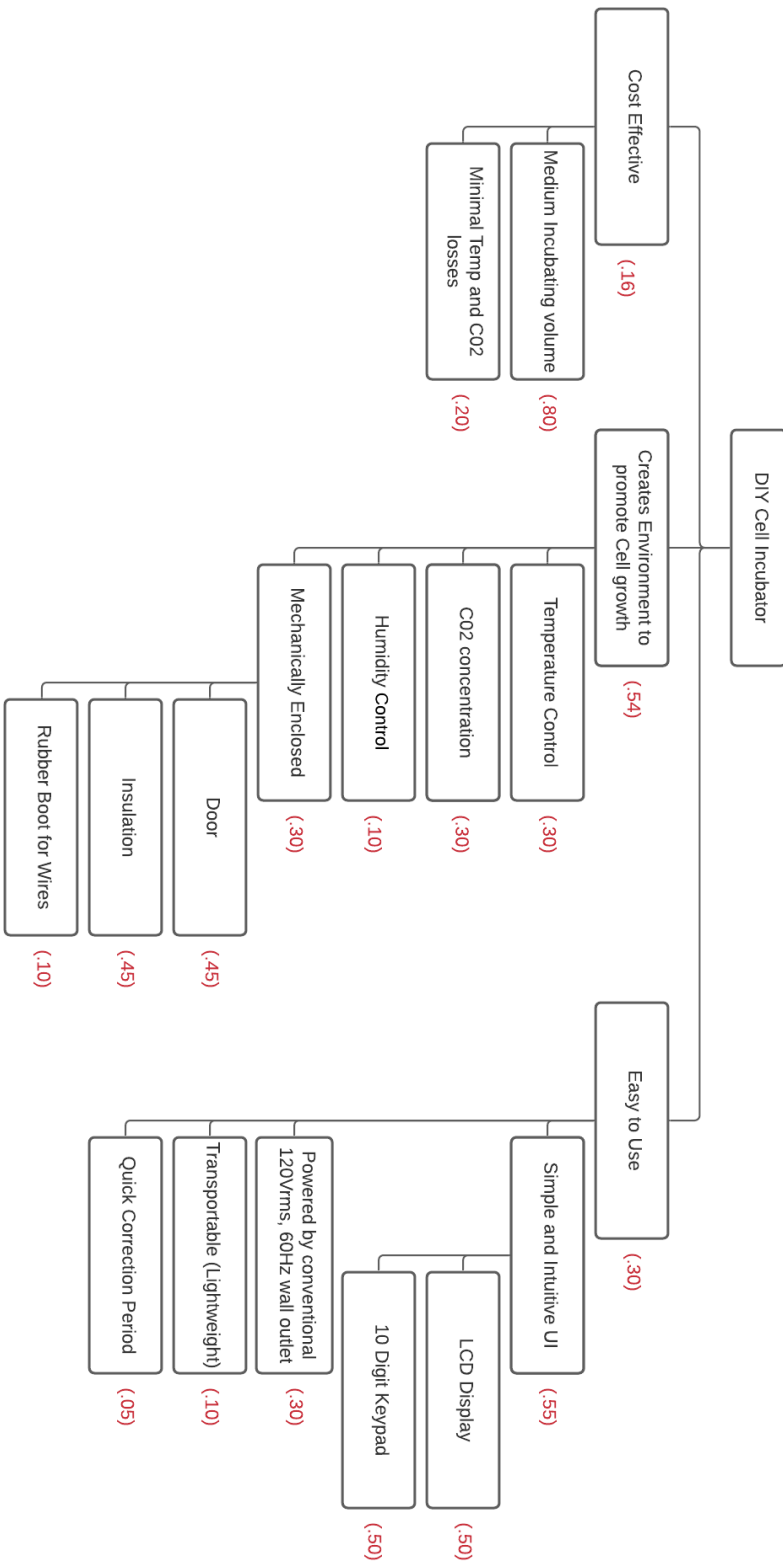 DIY Cell Incubator
Cost Effective
(.16)
Medium Incubating volume
(.80)
Minimal Temp and C02
losses
(.20)
Creates Environment to
promote Cell growth
(.54)
Temperature Control
(.30)
C02 concentration
(.30)
Humidity Control
(.10)
Mechanically Enclosed
(.30)
Door
(.45)
Insulation
(.45)
Rubber Boot for Wires
(.10)
Easy to Use
(.30)
Simple and Intuitive UI
(.55)
LCD Display
(.50)
10 Digit Keypad
(.50)
Powered by conventional
120Vrms, 60Hz wall outlet
(.30)
Transportable (Lightweight)
(.10)
Quick Correction Period
(.05)